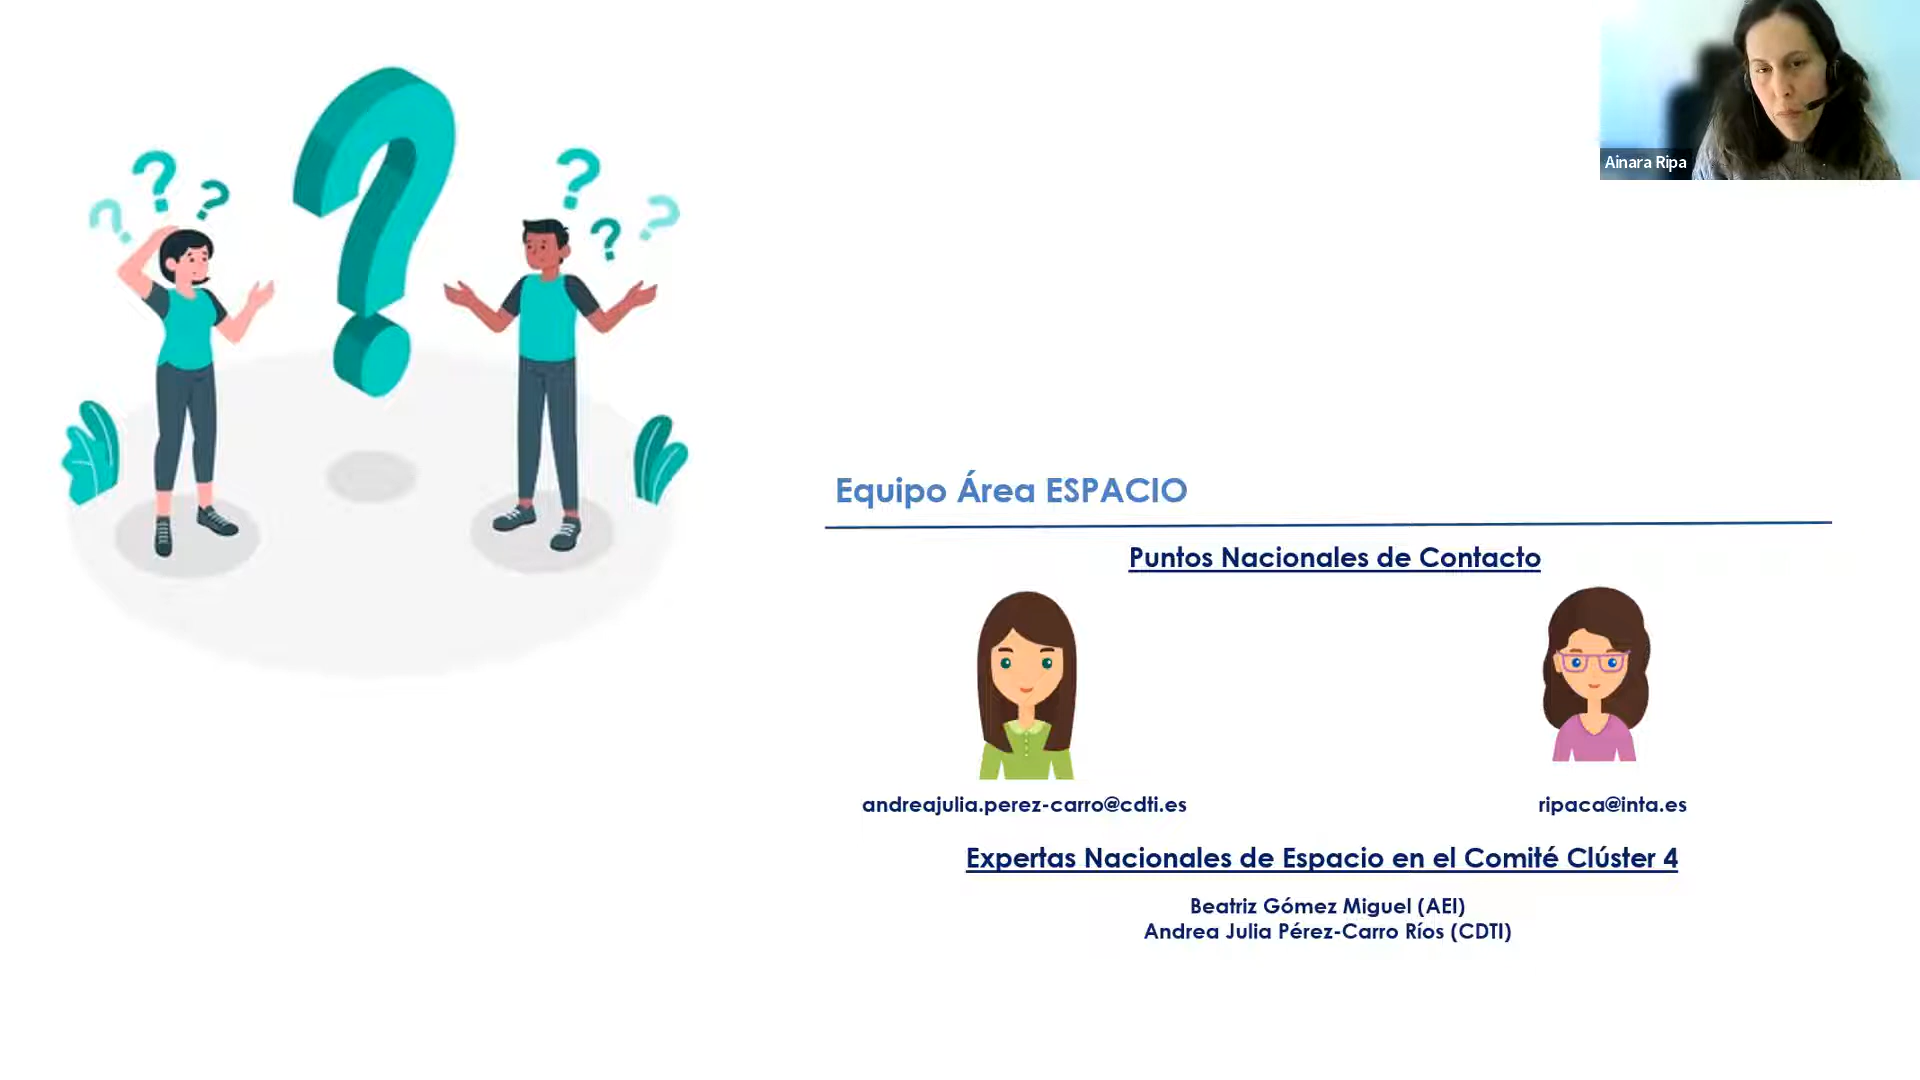 Ainara Ripa
Equipo Área ESPACIO
Puntos Nacionales de Contacto
andreajulia.perez-carro@cdti.es
ripaca@inta.es
Expertas Nacionales de Espacio en el Comité Clúster 4
Beatriz Gómez Miguel (AEI)
Andrea Julia Pérez-Carro Ríos (CDTI)